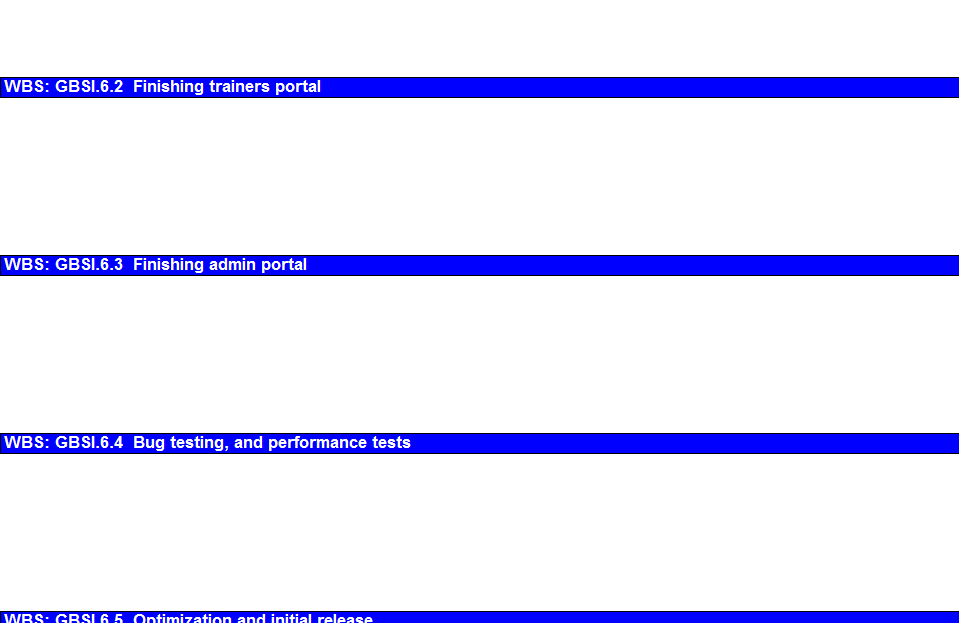 WBS: GBSI.6.2 Finishing trainers portal
WBS: GBSI.6.3 Finishing admin portal
WBS: GBSI.6.4 Bug testing, and performance tests
WBS: GBSI.6.5 Optimization and initial release